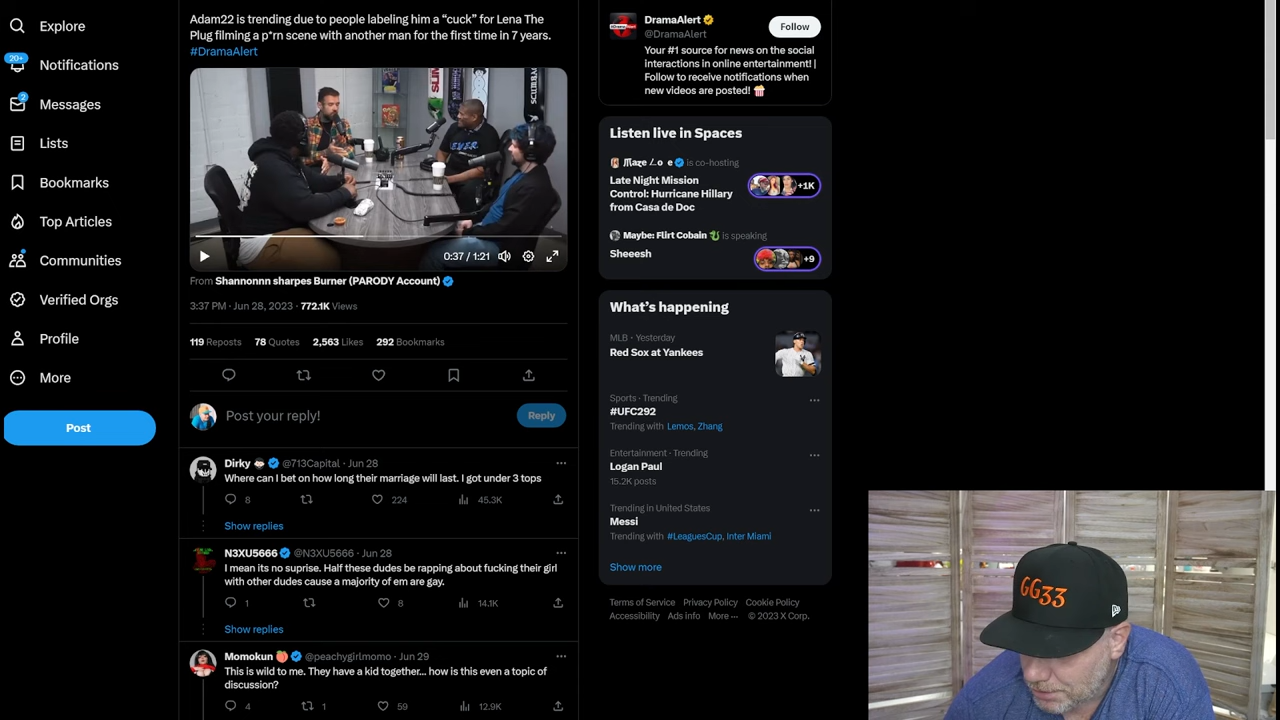 Explore
20+
Notifications
2
Messages
Lists
Bookmarks
Top Articles
Communities
Verified Orgs
Profile
More
Post
Adam22 is trending due to people labeling him a “cuck” for Lena The
Plug filming a p*rn scene with another man for the first time in 7 years.
#DramaAlert
0:37 / 1:21
From Shannonnn sharpes Burner (PARODY Account)
3:37 PM · Jun 28, 2023 · 772.1K Views
119 Reposts 78 Quotes 2,563 Likes 292 Bookmarks
Post your reply!
Reply
Dirky @713Capital · Jun 28
Where can I bet on how long their marriage will last. I got under 3 tops
8 224 45.3K
Show replies
N3XU5666 @N3XU5666 · Jun 28
I mean its no suprise. Half these dudes be rapping about fucking their girl
with other dudes cause a majority of em are gay.
1 8 14.1K
Show replies
Momokun @peachygirlmomo · Jun 29
This is wild to me. They have a kid together... how is this even a topic of
discussion?
4 1 59 12.9K
DramaAlert
@DramaAlert
Follow
Your #1 source for news on the social
interactions in online entertainment! |
Follow to receive notifications when
new videos are posted!
Listen live in Spaces
is co-hosting
Late Night Mission
Control: Hurricane Hillary
from Casa de Doc
+1K
Maybe: Flirt Cobain is speaking
Sheeesh
+9
What’s happening
MLB · Yesterday
Red Sox at Yankees
Sports · Trending
#UFC292
Trending with Lemos, Zhang
Entertainment · Trending
Logan Paul
15.2K posts
Trending in United States
Messi
Trending with #LeaguesCup, Inter Miami
Show more
Terms of Service Privacy Policy Cookie Policy
Accessibility Ads info More ··· © 2023 X Corp.
GG33